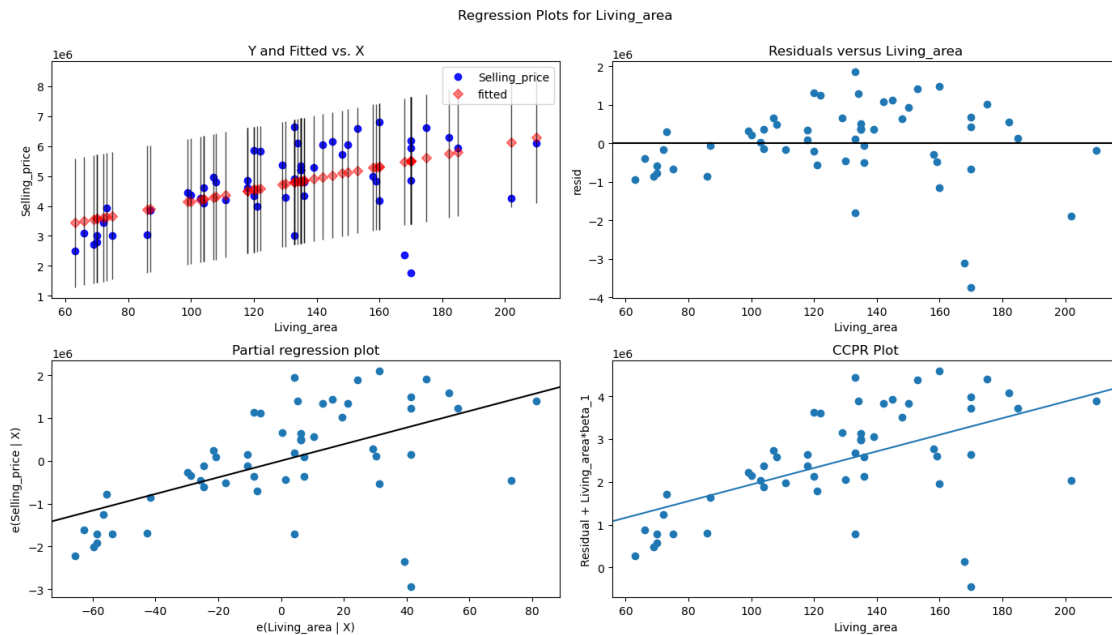 Regression Plots for Living_area
Y and Fitted vs. X
1e6
Selling_price
fitted
8
7
6
5
4
3
2
1
Selling_price
60 80 100 120 140 160 180 200
Living_area
Residuals versus Living_area
1e6
2
1
0
−1
−2
−3
−4
resid
60 80 100 120 140 160 180 200
Living_area
Partial regression plot
1e6
2
1
0
−1
−2
−3
e(Selling_price | X)
−60 −40 −20 0 20 40 60 80
e(Living_area | X)
CCPR Plot
1e6
4
3
2
1
0
Residual + Living_area*beta_1
60 80 100 120 140 160 180 200
Living_area